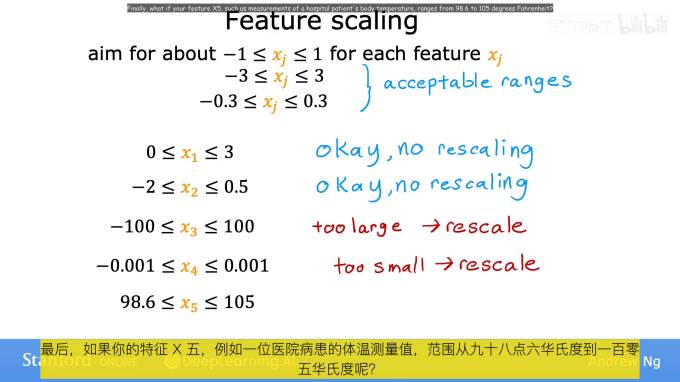 Finally, what if your feature X5, such as measurements of a hospital patient's body temperature, ranges from 98.6 to 105 degrees Fahrenheit?
Feature scaling
bilibili
aim for about −1 ≤ xⱼ ≤ 1 for each feature xⱼ
−3 ≤ xⱼ ≤ 3
−0.3 ≤ xⱼ ≤ 0.3
acceptable ranges
0 ≤ x₁ ≤ 3 okay, no rescaling
−2 ≤ x₂ ≤ 0.5 okay, no rescaling
−100 ≤ x₃ ≤ 100 too large → rescale
−0.001 ≤ x₄ ≤ 0.001 too small → rescale
98.6 ≤ x₅ ≤ 105
最后，如果你的特征 X 五，例如一位医院病患的体温测量值，范围从九十八点六华氏度到一百零
五华氏度呢?
Ng